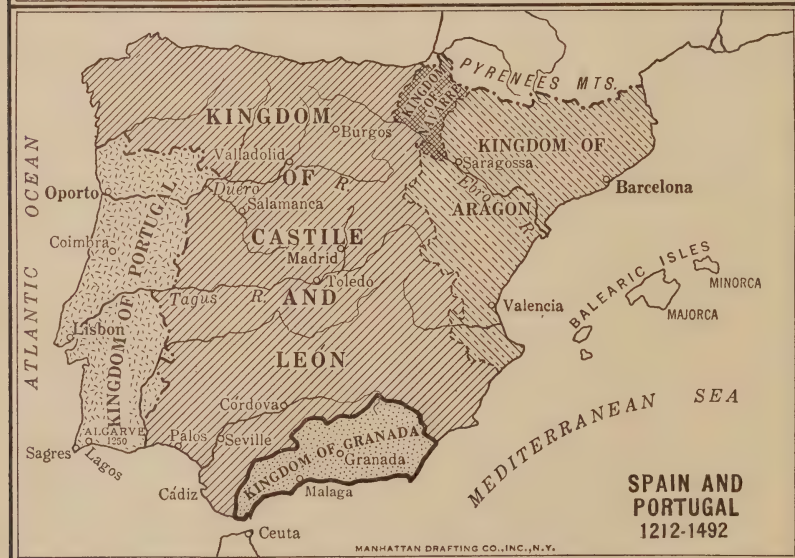 PYRENEES MTS.
KINGDOM OF NAVARRE
KINGDOM
Burgos
KINGDOM OF
Valladolid
OF
Saragossa
Oporto
Duero R.
Salamanca
Ebro R.
ARAGON
Barcelona
ATLANTIC OCEAN
Coimbra
KINGDOM OF PORTUGAL
CASTILE
Madrid
BALEARIC ISLES
MINORCA
MAJORCA
Toledo
Tagus R.
AND
Valencia
Lisbon
LEÓN
MEDITERRANEAN SEA
Córdova
ALGARVE
1250
Palos
Seville
KINGDOM OF GRANADA
Granada
Sagres
Lagos
Cádiz
Malaga
Ceuta
SPAIN AND
PORTUGAL
1212-1492
MANHATTAN DRAFTING CO., INC., N.Y.